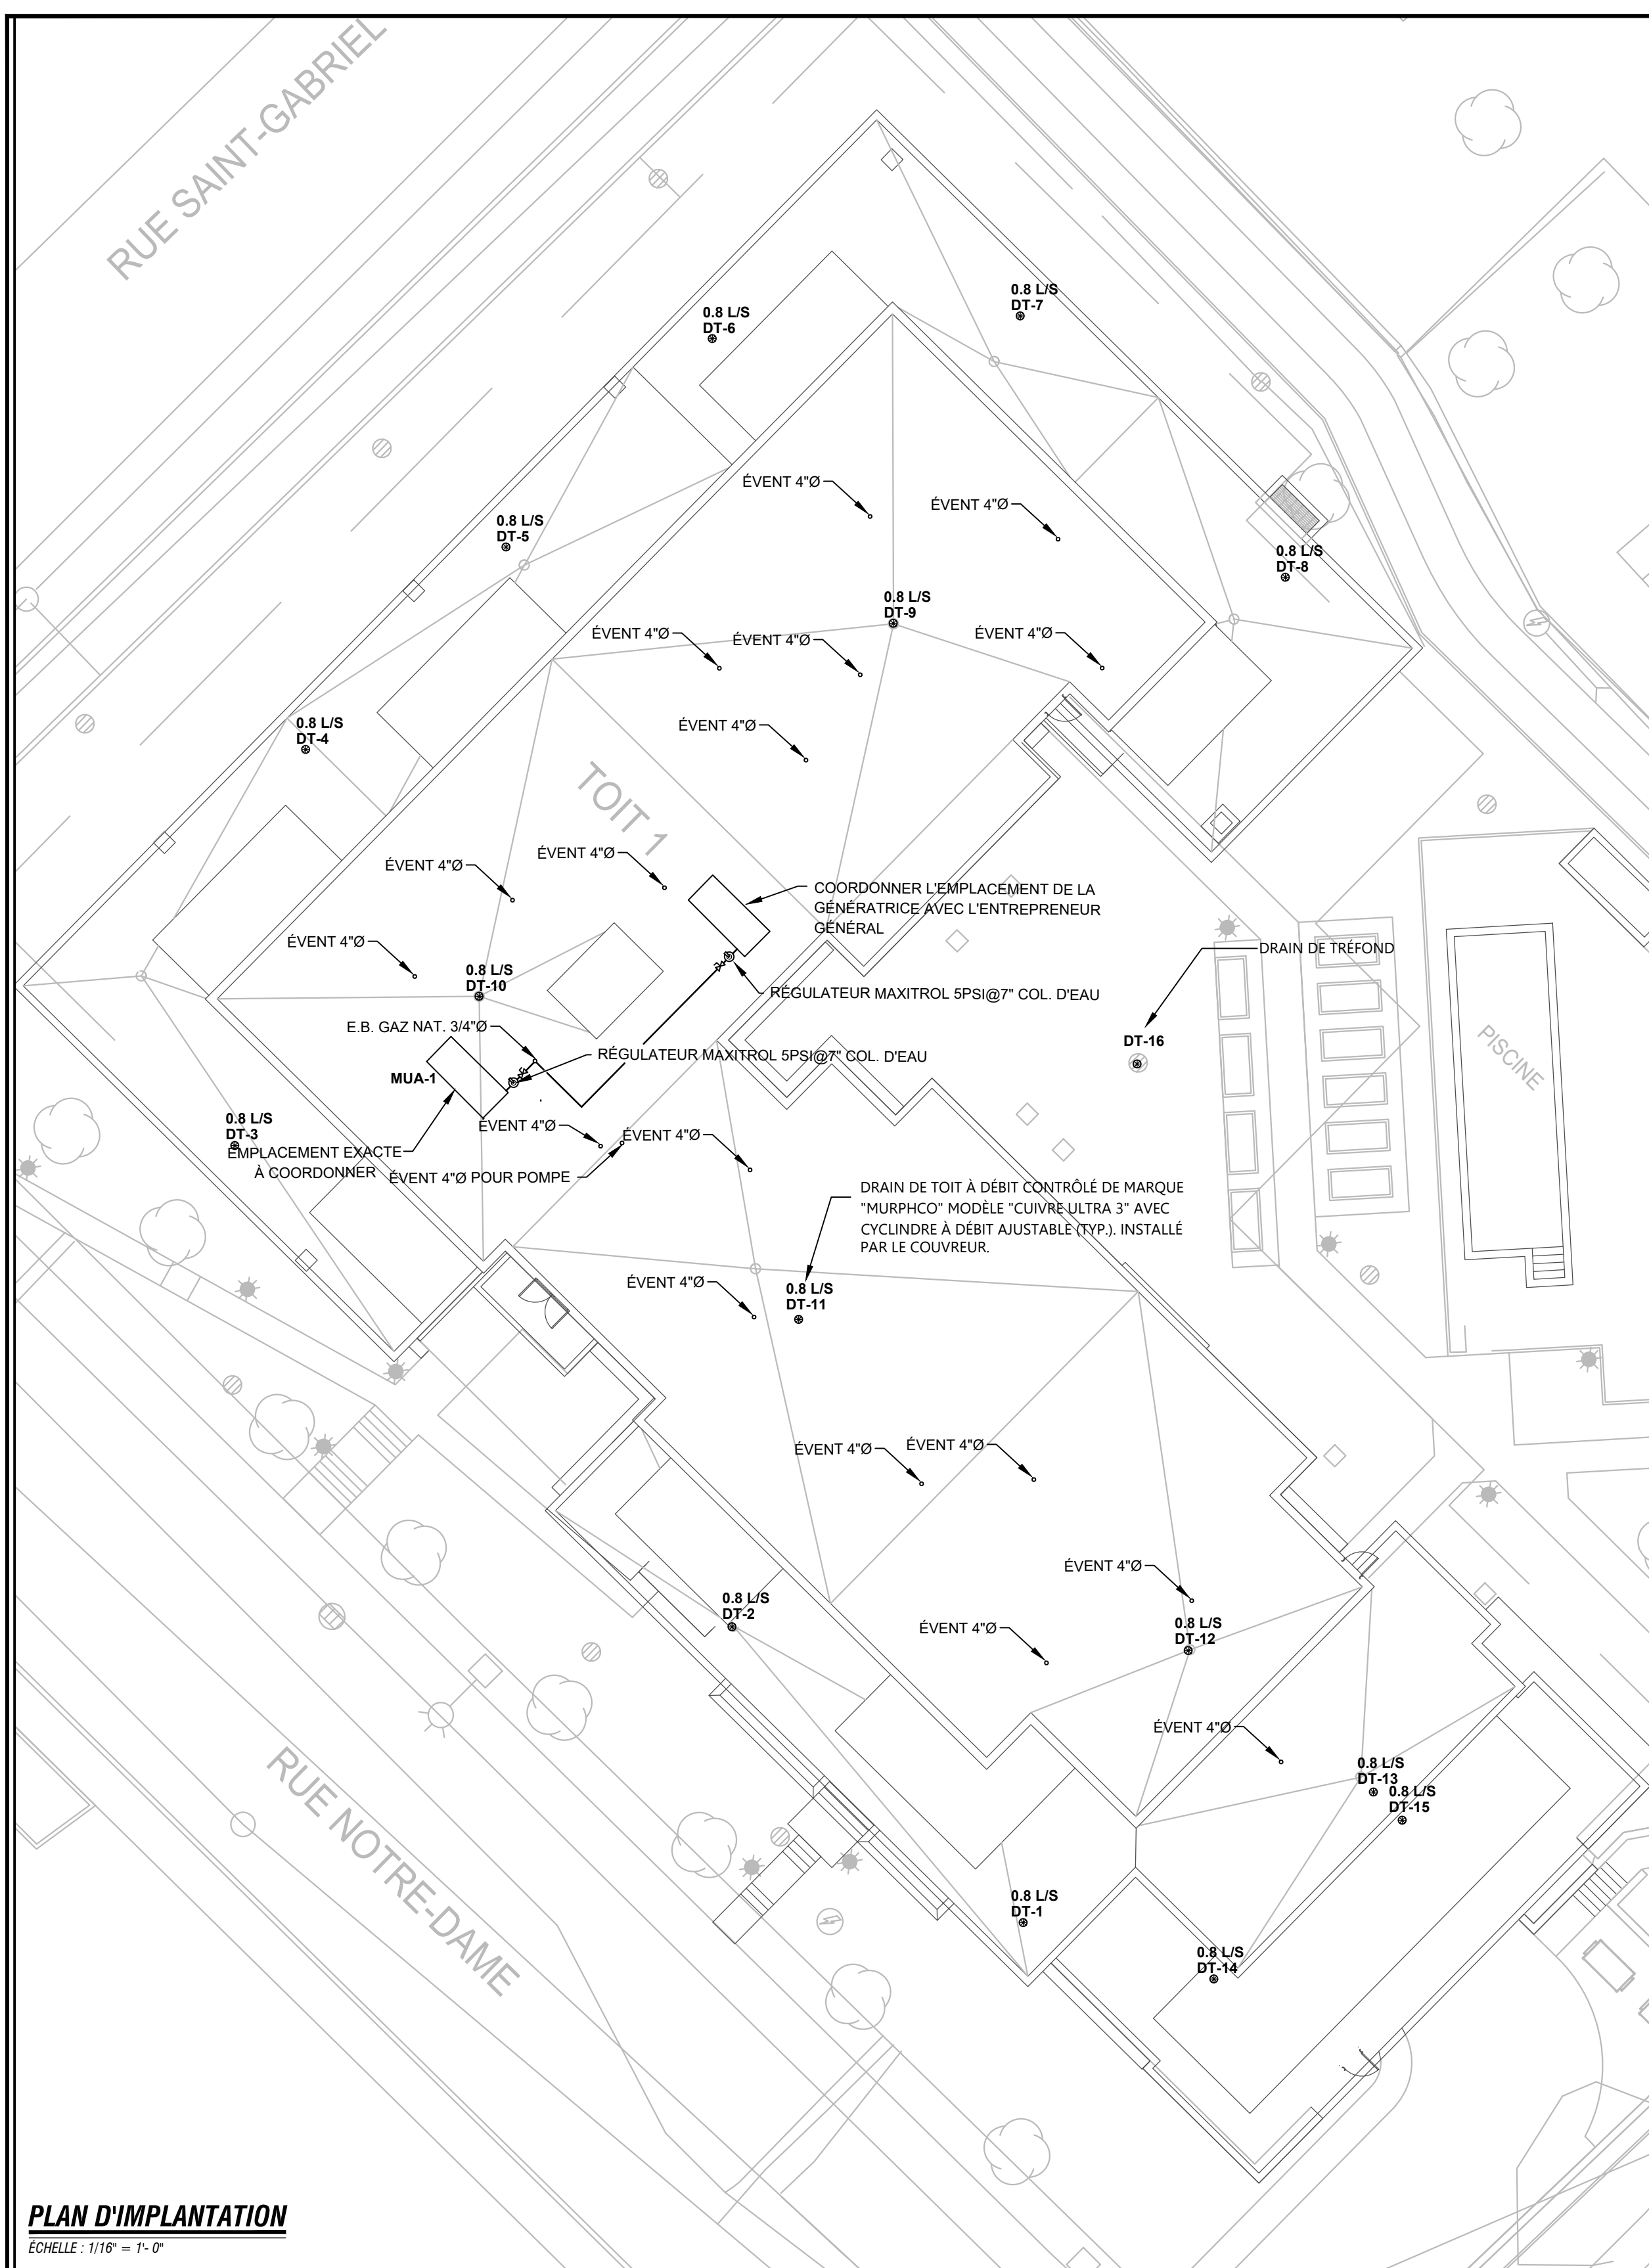 RUE SAINT-GABRIEL
0.8 L/S
DT-7
0.8 L/S
DT-6
ÉVENT 4"Ø
ÉVENT 4"Ø
0.8 L/S
DT-5
0.8 L/S
DT-8
0.8 L/S
DT-9
ÉVENT 4"Ø
ÉVENT 4"Ø
ÉVENT 4"Ø
0.8 L/S
DT-4
ÉVENT 4"Ø
TOIT 1
ÉVENT 4"Ø
ÉVENT 4"Ø
COORDONNER L'EMPLACEMENT DE LA
GÉNÉRATRICE AVEC L'ENTREPRENEUR
GÉNÉRAL
ÉVENT 4"Ø
DRAIN DE TRÉFOND
0.8 L/S
DT-10
RÉGULATEUR MAXITROL 5PSI@7" COL. D'EAU
E.B. GAZ NAT. 3/4"Ø
RÉGULATEUR MAXITROL 5PSI@7" COL. D'EAU
DT-16
PISCINE
MUA-1
0.8 L/S
DT-3
ÉVENT 4"Ø
ÉVENT 4"Ø
EMPLACEMENT EXACTE
À COORDONNER
ÉVENT 4"Ø POUR POMPE
DRAIN DE TOIT À DÉBIT CONTRÔLÉ DE MARQUE
"MURPHCO" MODÈLE "CUIVRE ULTRA 3" AVEC
CYCLINDRE À DÉBIT AJUSTABLE (TYP.). INSTALLÉ
PAR LE COUVREUR.
ÉVENT 4"Ø
0.8 L/S
DT-11
ÉVENT 4"Ø
ÉVENT 4"Ø
ÉVENT 4"Ø
0.8 L/S
DT-2
ÉVENT 4"Ø
0.8 L/S
DT-12
ÉVENT 4"Ø
0.8 L/S
DT-13
0.8 L/S
DT-15
RUE NOTRE-DAME
0.8 L/S
DT-1
0.8 L/S
DT-14
PLAN D'IMPLANTATION
ÉCHELLE : 1/16" = 1'- 0"